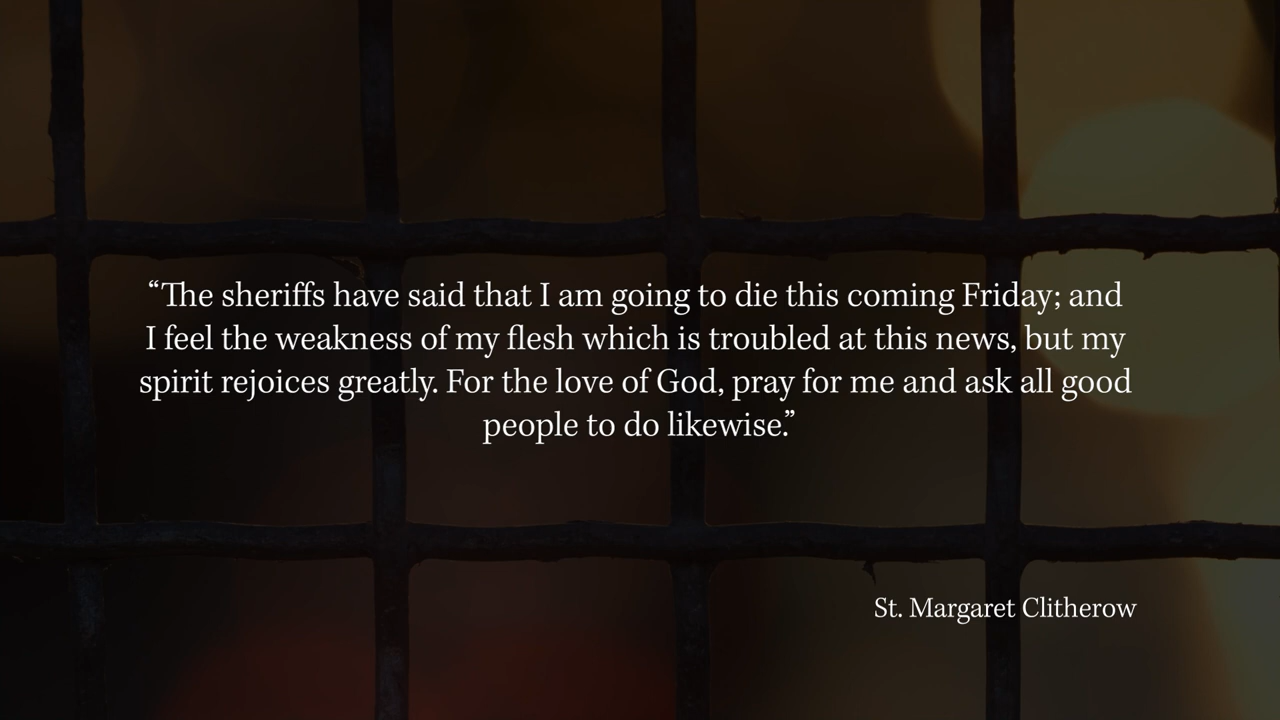 “The sheriffs have said that I am going to die this coming Friday; and
I feel the weakness of my flesh which is troubled at this news, but my
spirit rejoices greatly. For the love of God, pray for me and ask all good
people to do likewise.”
St. Margaret Clitherow